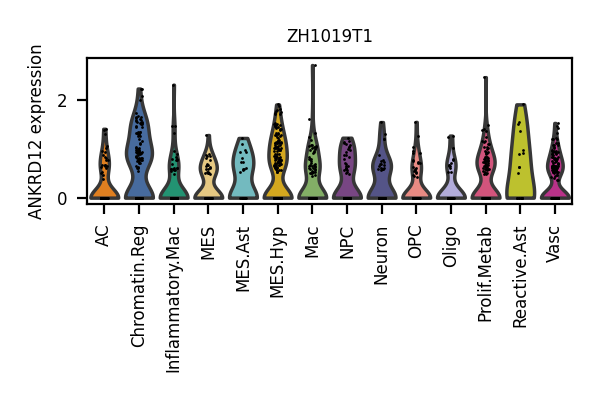 ZH1019T1
ANKRD12 expression
2
0
AC
Chromatin.Reg
Inflammatory.Mac
MES
MES.Ast
MES.Hyp
Mac
NPC
Neuron
OPC
Oligo
Prolif.Metab
Reactive.Ast
Vasc